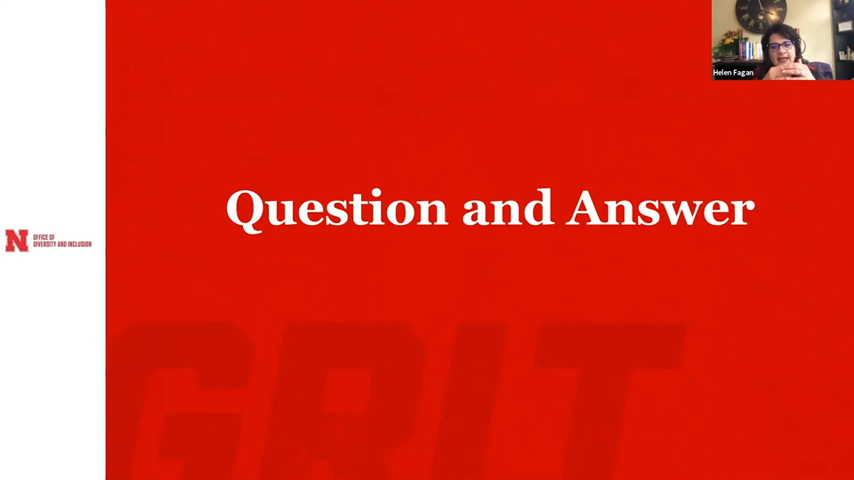 Helen Fagan
Question and Answer
N OFFICE OF
DIVERSITY AND INCLUSION
GRIT